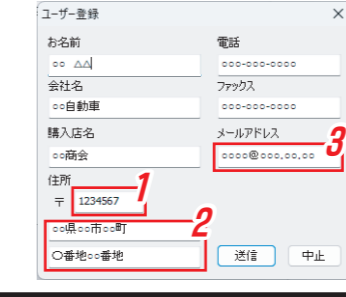 ユーザー登録 ×
お名前 電話
○○ △△ ○○○-○○○-○○○○
会社名 ファックス
○○自動車 ○○○-○○○-○○○○
購入店名 メールアドレス
○○商会 ○○○○@○○○.○○.○○ 3
住所
〒 1234567 1
○○県○○市○○町 2
〇番地○○番地 送信 中止